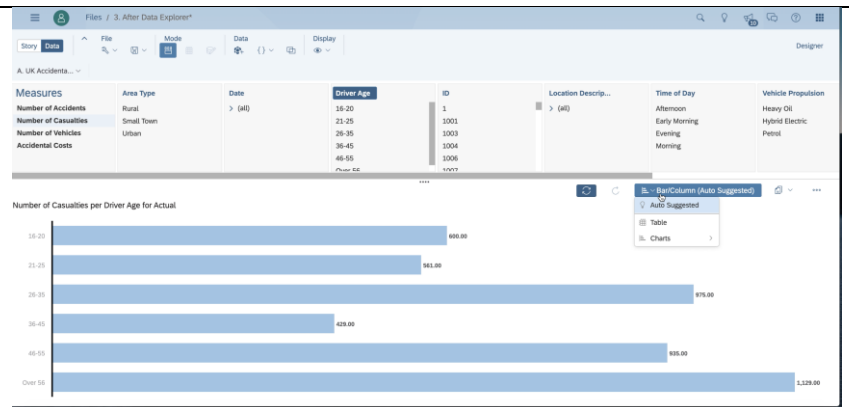 Files / 3. After Data Explorer*
File Mode Data Display
Story Data
Designer
A. UK Accidenta...
Measures
Number of Accidents
Number of Casualties
Number of Vehicles
Accidental Costs
Area Type
Rural
Small Town
Urban
Date
(all)
Driver Age
16-20
21-25
26-35
36-45
46-55
Over 56
ID
1
1001
1003
1004
1006
1007
Location Descrip...
(all)
Time of Day
Afternoon
Early Morning
Evening
Morning
Vehicle Propulsion
Heavy Oil
Hybrid Electric
Petrol
Bar/Column (Auto Suggested)
Auto Suggested
Table
Charts
Number of Casualties per Driver Age for Actual
16-20 600.00
21-25 561.00
26-35 975.00
36-45 429.00
46-55 935.00
Over 56 1,129.00